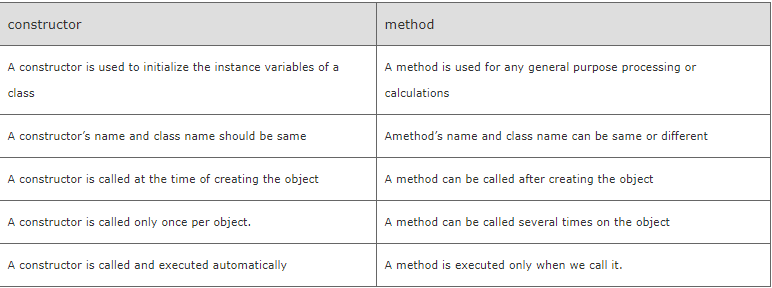 constructor
method
A constructor is used to initialize the instance variables of a
class
A method is used for any general purpose processing or
calculations
A constructor’s name and class name should be same
Amethod’s name and class name can be same or different
A constructor is called at the time of creating the object
A method can be called after creating the object
A constructor is called only once per object.
A method can be called several times on the object
A constructor is called and executed automatically
A method is executed only when we call it.